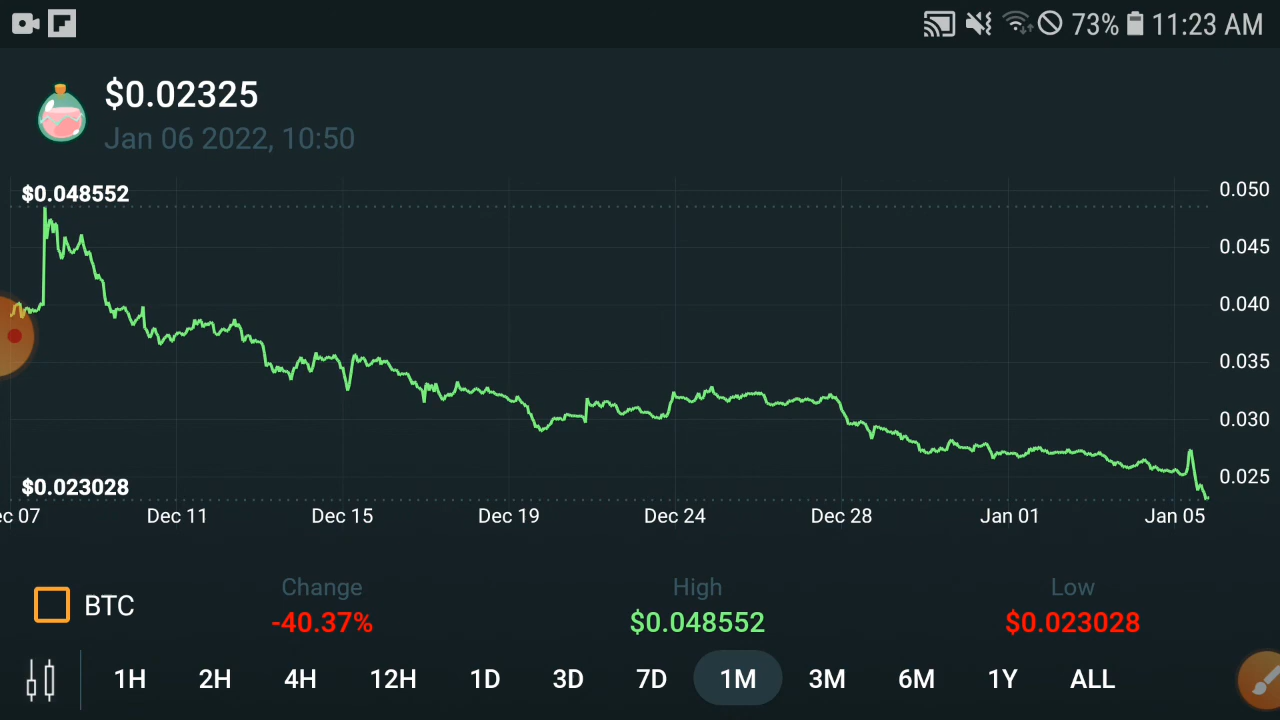 73% 11:23 AM
$0.02325
Jan 06 2022, 10:50
$0.048552
0.050
0.045
0.040
0.035
0.030
0.025
$0.023028
ec 07 Dec 11 Dec 15 Dec 19 Dec 24 Dec 28 Jan 01 Jan 05
BTC
Change
-40.37%
High
$0.048552
Low
$0.023028
1H 2H 4H 12H 1D 3D 7D 1M 3M 6M 1Y ALL